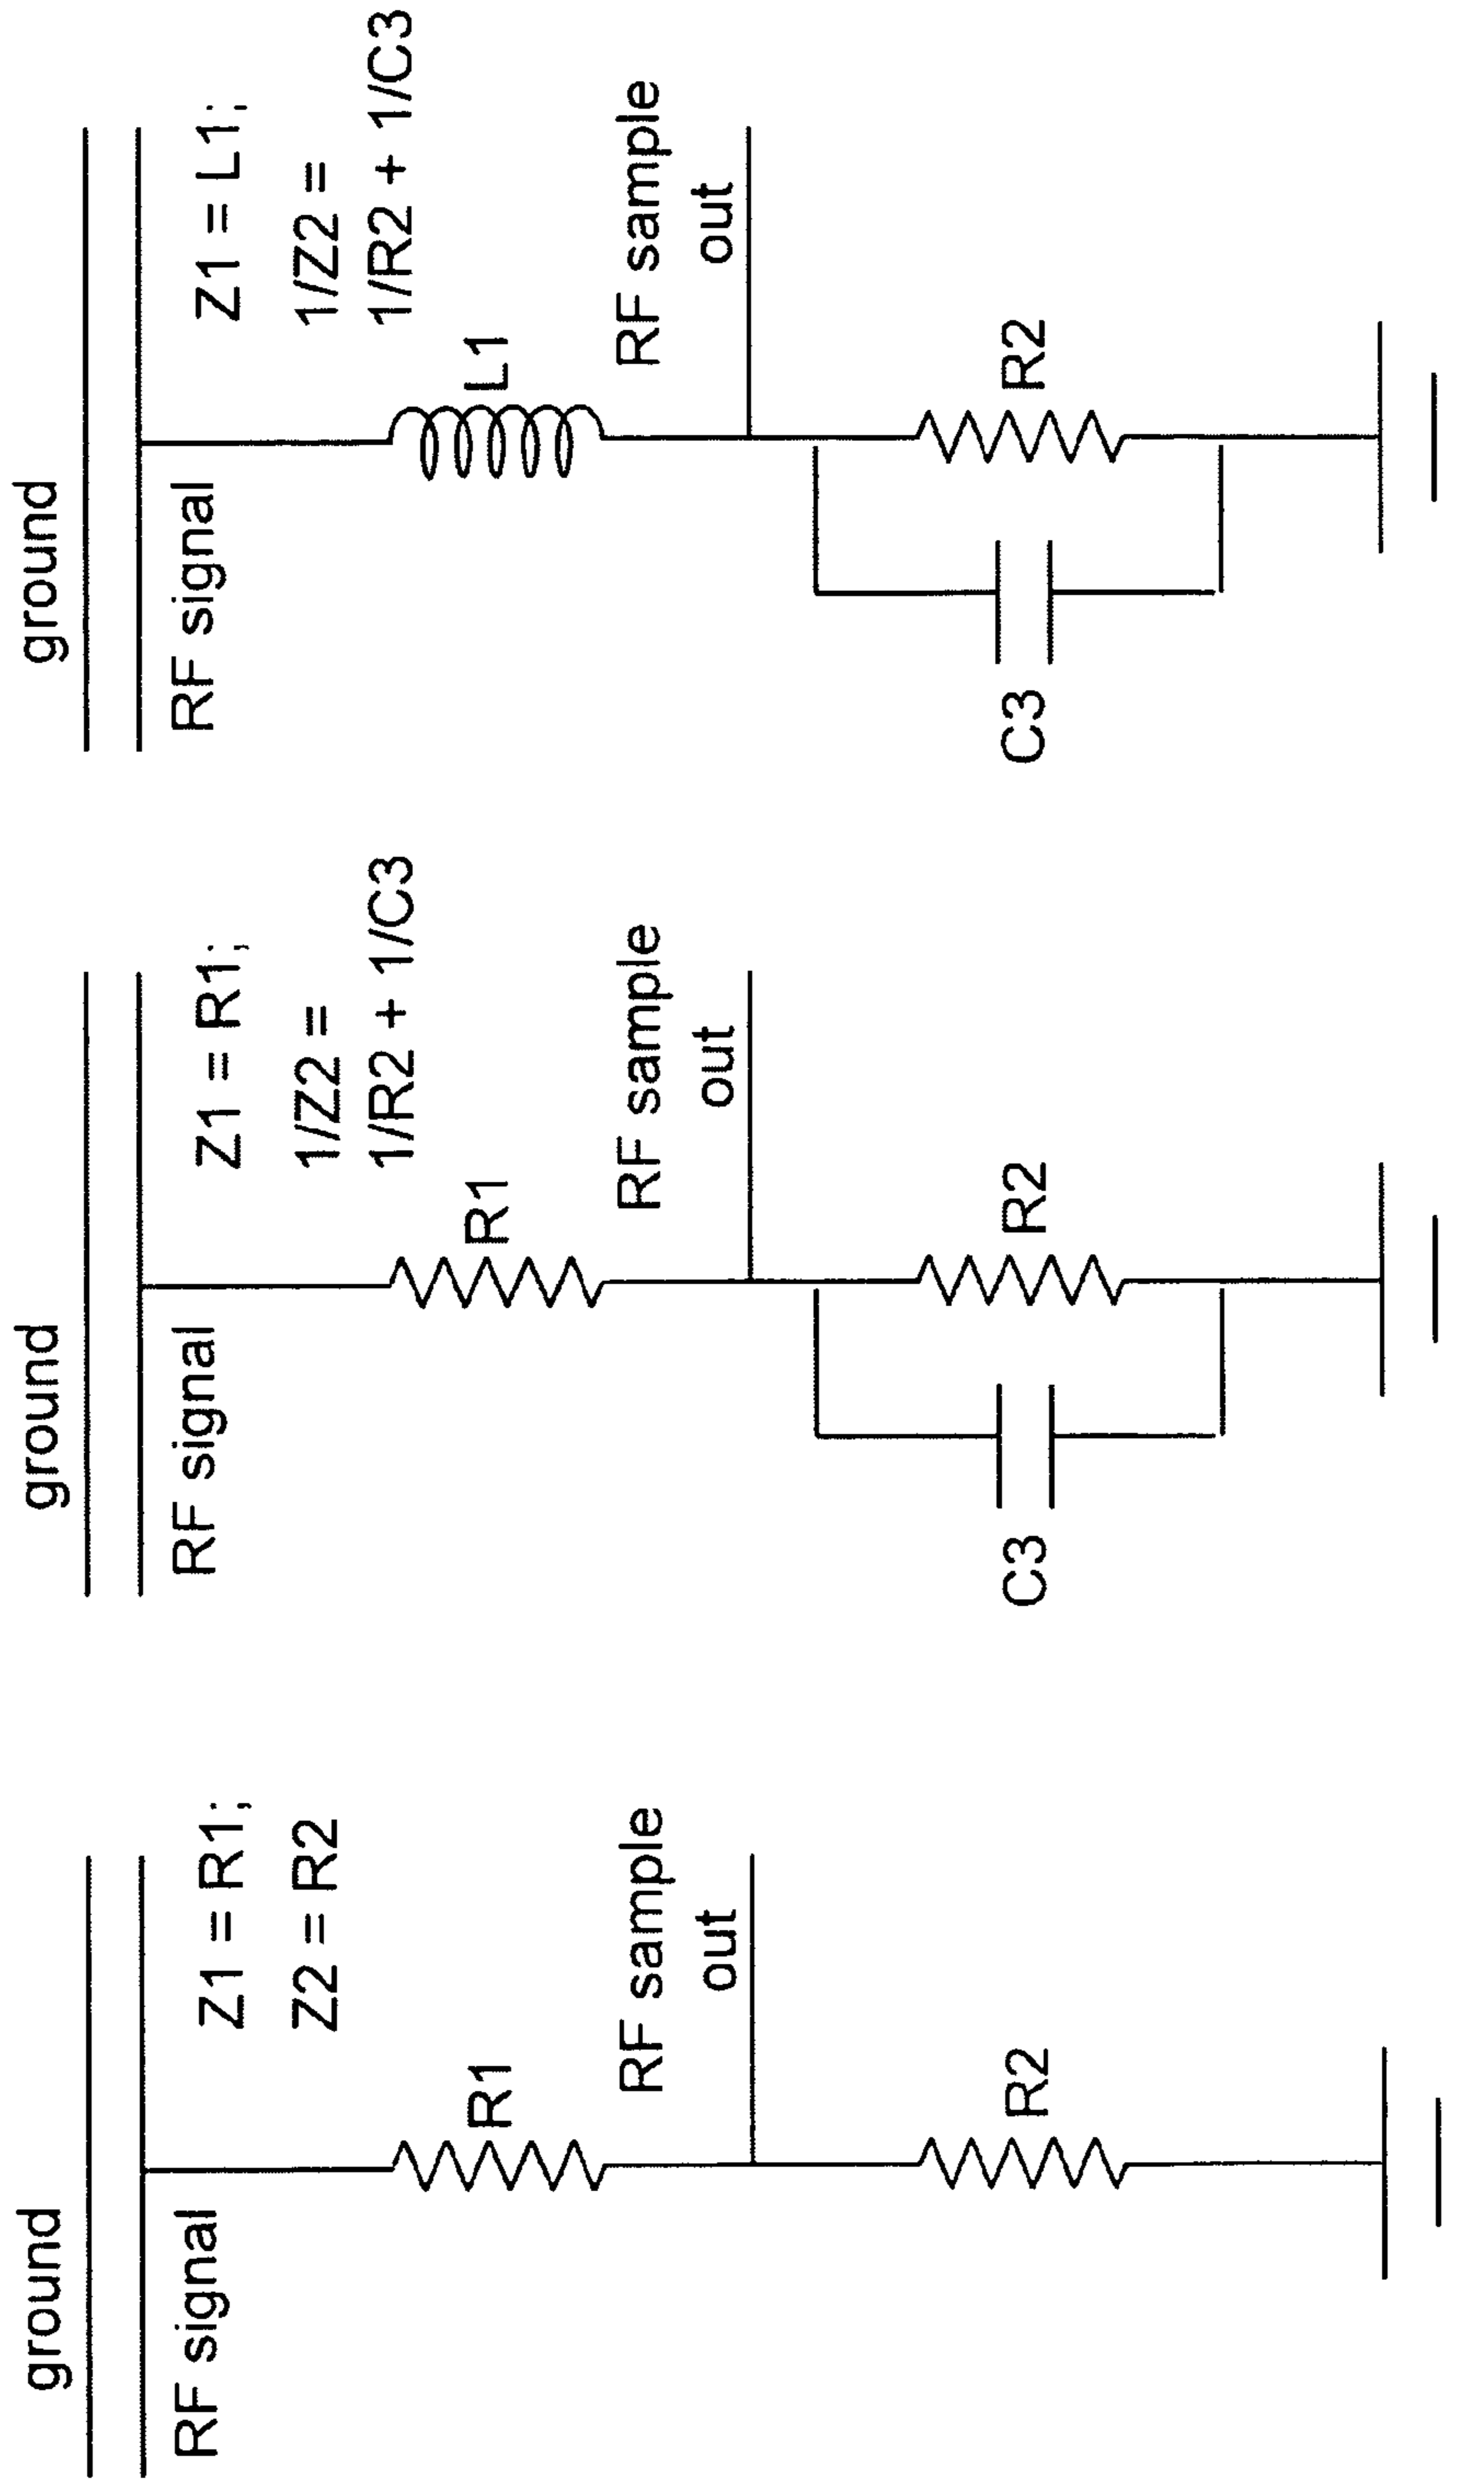 ground
RF signal
Z1 = R1;
Z2 = R2
R1
RF sample
out
R2
ground
RF signal
Z1 = R1;
1/Z2 =
1/R2 + 1/C3
R1
RF sample
out
C3
R2
ground
RF signal
Z1 = L1;
1/Z2 =
1/R2 + 1/C3
L1
RF sample
out
C3
R2